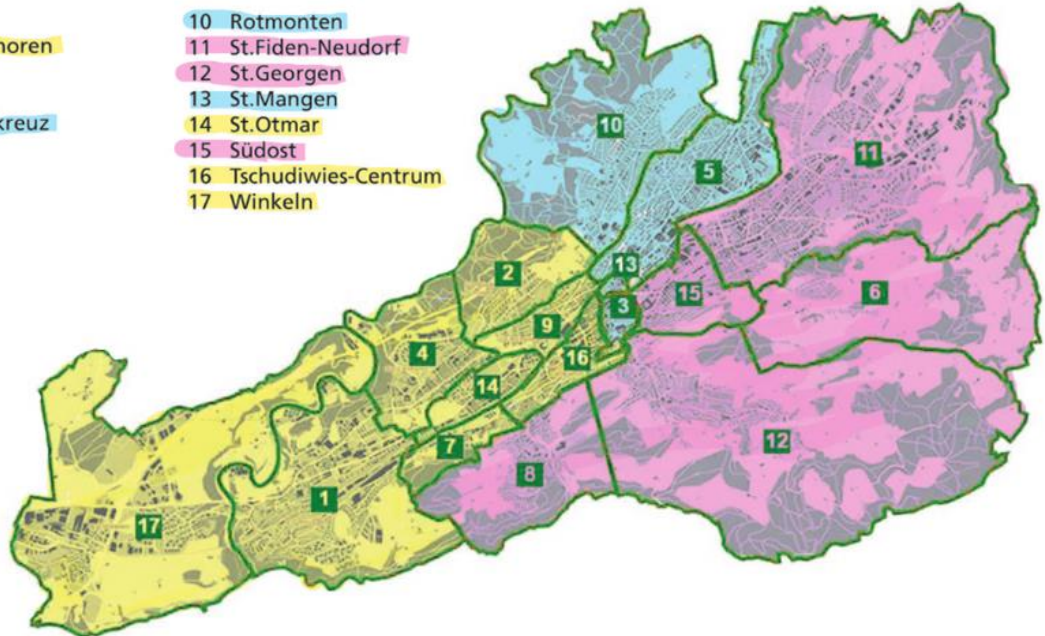 horen
kreuz
10 Rotmonten
11 St.Fiden-Neudorf
12 St.Georgen
13 St.Mangen
14 St.Otmar
15 Südost
16 Tschudiwies-Centrum
17 Winkeln
10
5
11
2
13
15
6
3
9
4
16
14
12
7
8
1
17